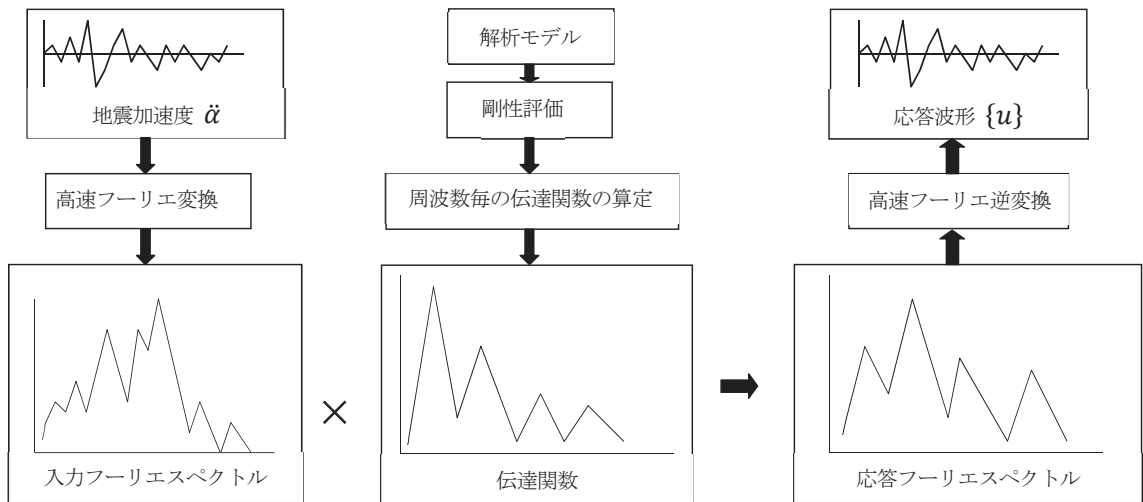 地震加速度 α̈
高速フーリエ変換
入力フーリエスペクトル
×
解析モデル
剛性評価
周波数毎の伝達関数の算定
伝達関数
応答波形 {u}
高速フーリエ逆変換
応答フーリエスペクトル